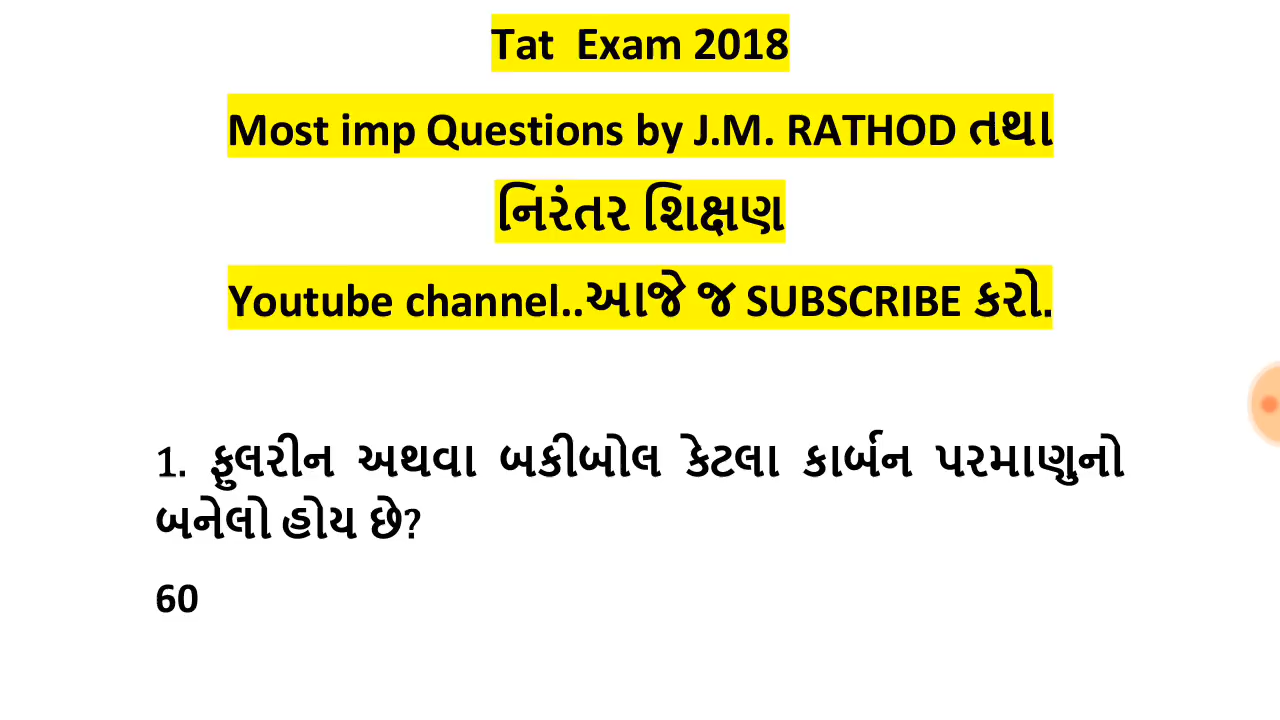 Tat Exam 2018
Most imp Questions by J.M. RATHOD તથા
નિરંતર શિક્ષણ
Youtube channel..આજે જ SUBSCRIBE કરો.
1. ફુલરીન અથવા બકીબોલ કેટલા કાર્બન પરમાણુનો
બનેલો હોય છે?
60